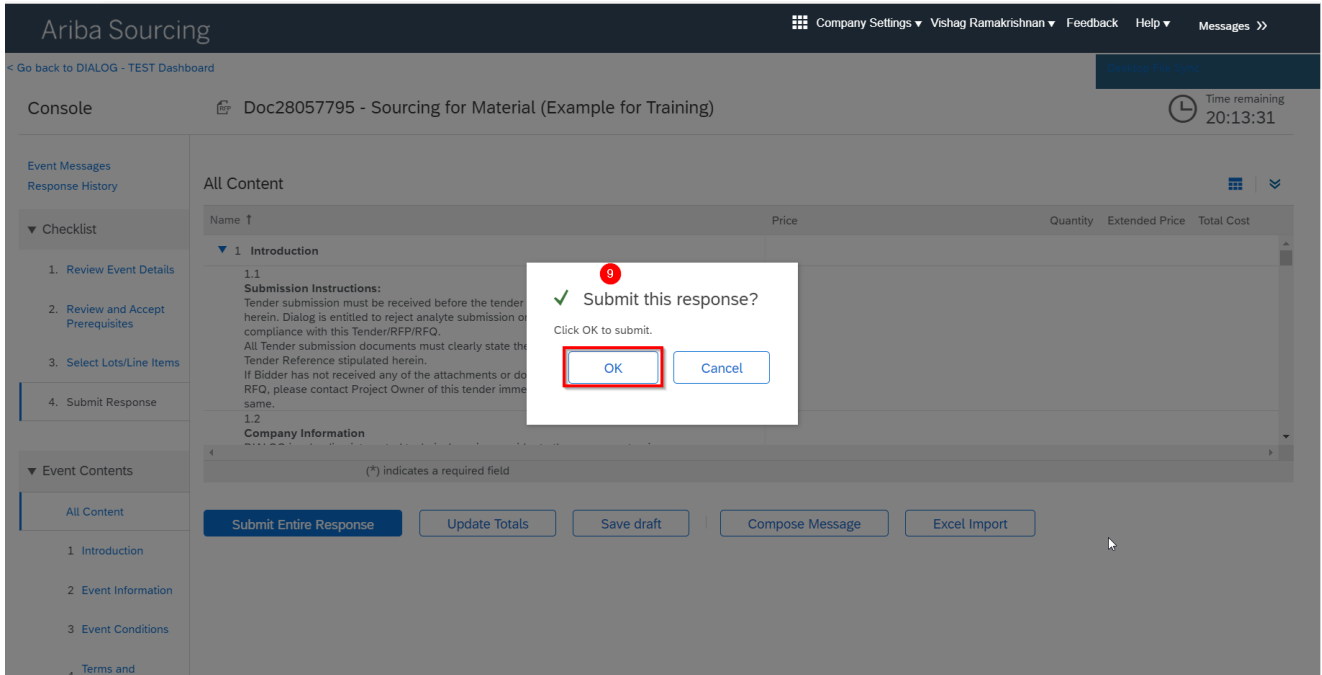 Ariba Sourcing
Company Settings ▾ Vishag Ramakrishnan ▾ Feedback Help ▾ Messages >>
< Go back to DIALOG - TEST Dashboard
Console
Doc28057795 - Sourcing for Material (Example for Training)
Time remaining
20:13:31
Event Messages
Response History
▼ Checklist
1. Review Event Details
2. Review and Accept
Prerequisites
3. Select Lots/Line Items
4. Submit Response
▼ Event Contents
All Content
1 Introduction
2 Event Information
3 Event Conditions
Terms and
All Content
Name ↑ Price Quantity Extended Price Total Cost
▼ 1 Introduction
1.1
Submission Instructions:
Tender submission must be received before the tender
herein. Dialog is entitled to reject analyte submission or
compliance with this Tender/RFP/RFQ.
All Tender submission documents must clearly state the
Tender Reference stipulated herein.
If Bidder has not received any of the attachments or do
RFQ, please contact Project Owner of this tender imme
same.
1.2
Company Information
(*) indicates a required field
Submit Entire Response Update Totals Save draft Compose Message Excel Import
9
✓ Submit this response?
Click OK to submit.
OK Cancel